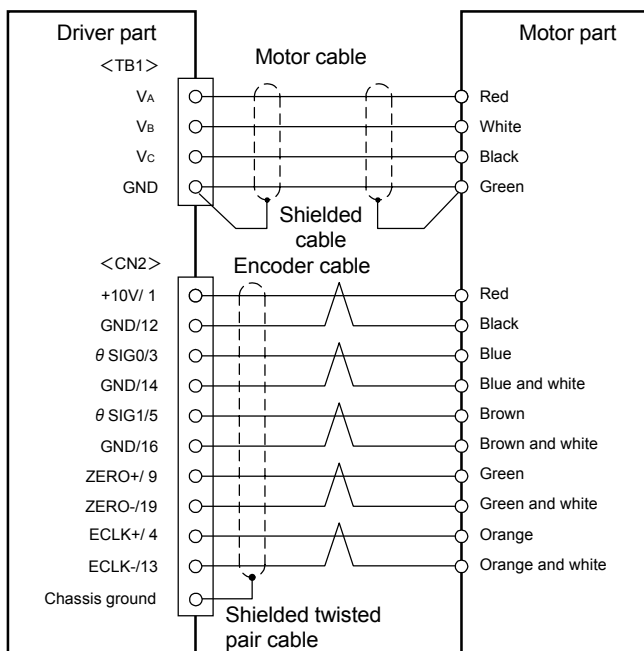 Driver part
Motor part
Motor cable
<TB1>
VA
Red
VB
White
VC
Black
GND
Green
Shielded
cable
<CN2>
Encoder cable
+10V/ 1
Red
GND/12
Black
θ SIG0/3
Blue
GND/14
Blue and white
θ SIG1/5
Brown
GND/16
Brown and white
ZERO+/ 9
Green
ZERO-/19
Green and white
ECLK+/ 4
Orange
ECLK-/13
Orange and white
Chassis ground
Shielded twisted
pair cable